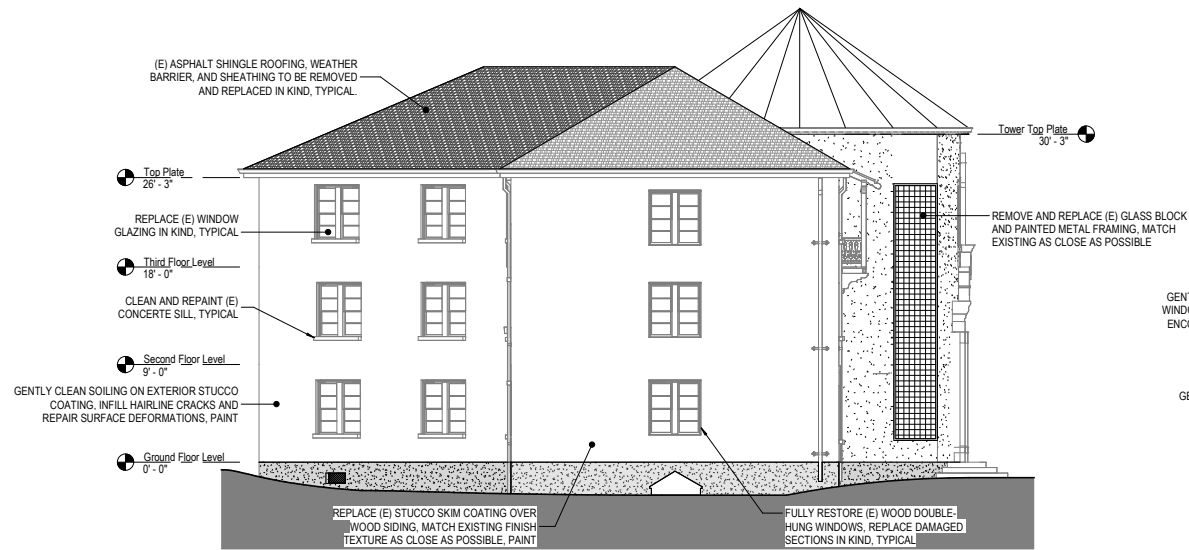 (E) ASPHALT SHINGLE ROOFING, WEATHER
BARRIER, AND SHEATHING TO BE REMOVED
AND REPLACED IN KIND, TYPICAL.
Tower Top Plate
30' - 3"
Top Plate
26' - 3"
REPLACE (E) WINDOW
GLAZING IN KIND, TYPICAL
REMOVE AND REPLACE (E) GLASS BLOCK
AND PAINTED METAL FRAMING, MATCH
EXISTING AS CLOSE AS POSSIBLE
Third Floor Level
18' - 0"
CLEAN AND REPAINT (E)
CONCERTE SILL, TYPICAL
GENT
WINDO
ENCO
Second Floor Level
9' - 0"
GENTLY CLEAN SOILING ON EXTERIOR STUCCO
COATING, INFILL HAIRLINE CRACKS AND
REPAIR SURFACE DEFORMATIONS, PAINT
GE
Ground Floor Level
0' - 0"
REPLACE (E) STUCCO SKIM COATING OVER
WOOD SIDING, MATCH EXISTING FINISH
TEXTURE AS CLOSE AS POSSIBLE, PAINT
FULLY RESTORE (E) WOOD DOUBLE-
HUNG WINDOWS, REPLACE DAMAGED
SECTIONS IN KIND, TYPICAL